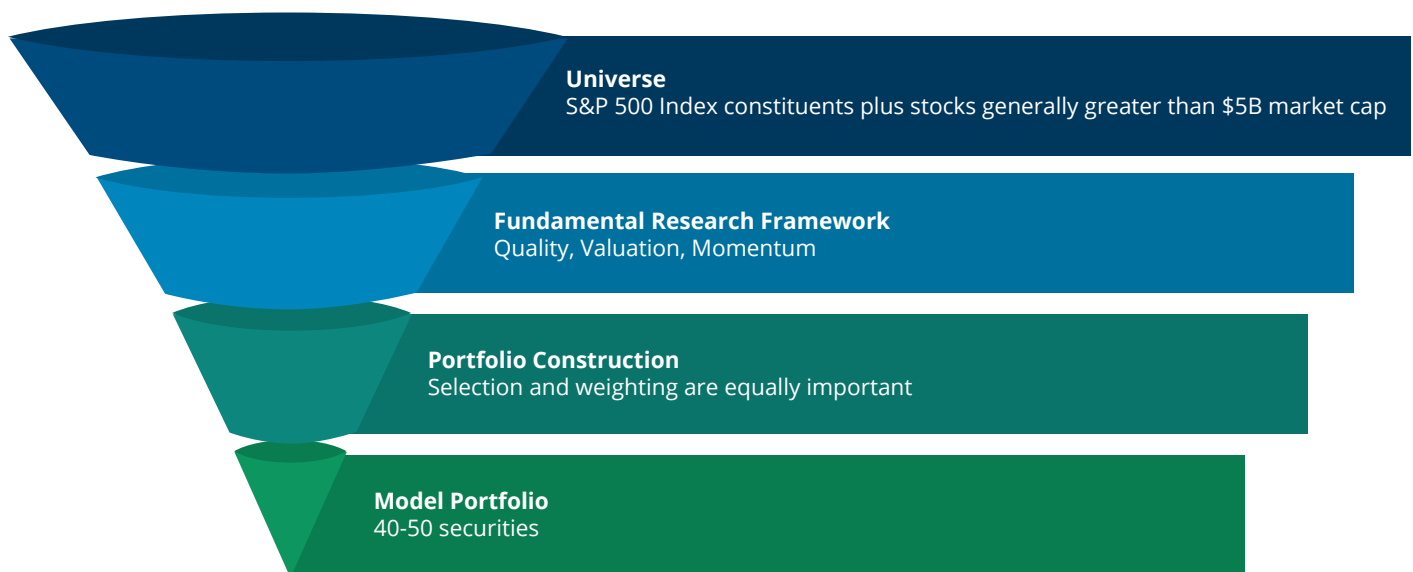 Universe
S&P 500 Index constituents plus stocks generally greater than $5B market cap
Fundamental Research Framework
Quality, Valuation, Momentum
Portfolio Construction
Selection and weighting are equally important
Model Portfolio
40-50 securities